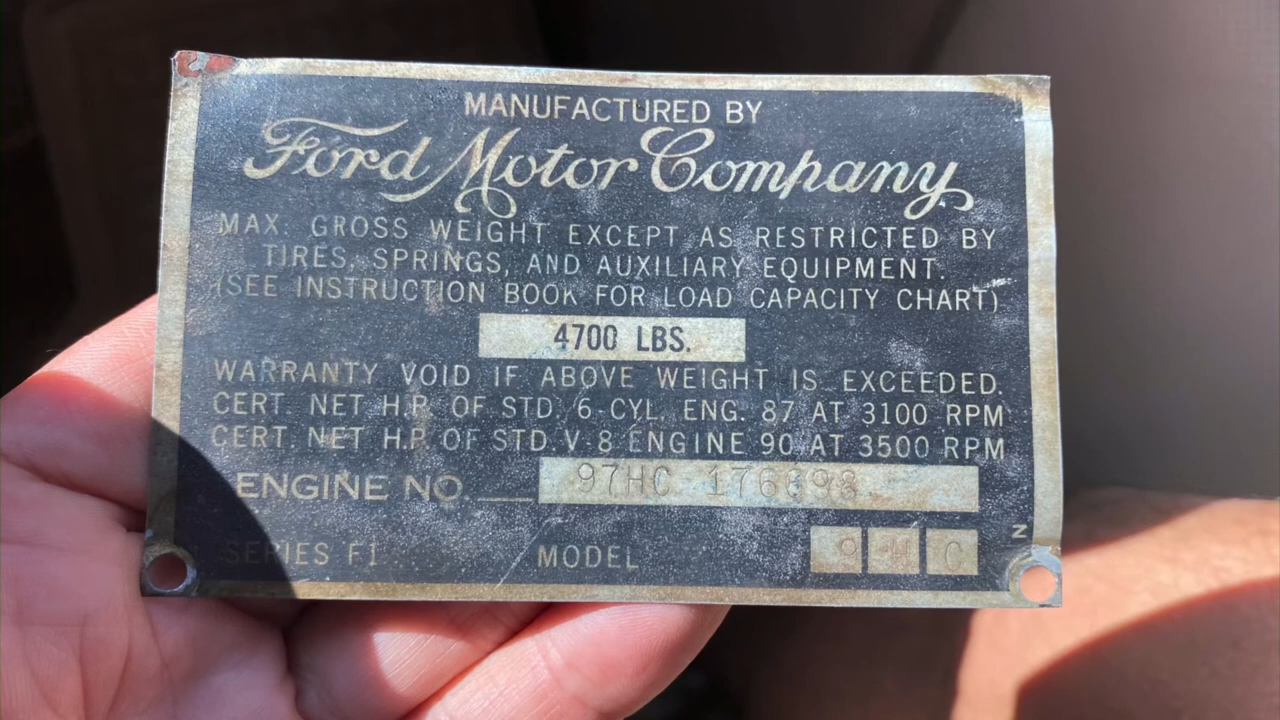 MANUFACTURED BY
Ford Motor Company
MAX. GROSS WEIGHT EXCEPT AS RESTRICTED BY
TIRES, SPRINGS, AND AUXILIARY EQUIPMENT.
(SEE INSTRUCTION BOOK FOR LOAD CAPACITY CHART)
4700 LBS.
WARRANTY VOID IF ABOVE WEIGHT IS EXCEEDED.
CERT. NET H.P. OF STD. 6-CYL. ENG. 87 AT 3100 RPM
CERT. NET H.P. OF STD. V-8 ENGINE 90 AT 3500 RPM
ENGINE NO. 97HC
SERIES F1 MODEL 9 H C
N